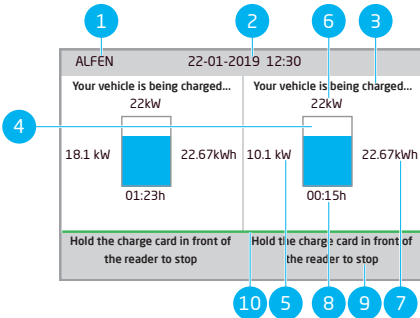 1 2 6 3
ALFEN 22-01-2019 12:30
Your vehicle is being charged... Your vehicle is being charged...
22kW 22kW
4
18.1 kW 22.67kWh 10.1 kW 22.67kWh
01:23h 00:15h
Hold the charge card in front of Hold the charge card in front of
the reader to stop the reader to stop
10 5 8 9 7